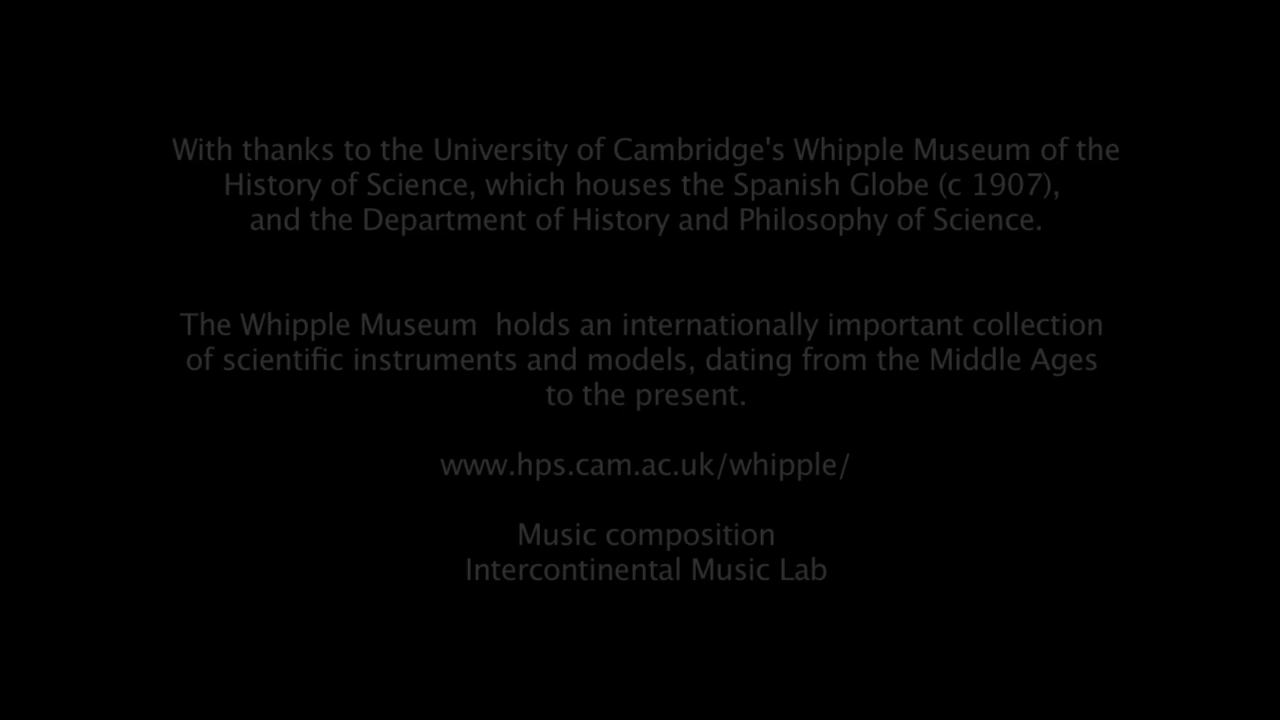 With thanks to the University of Cambridge's Whipple Museum of the
History of Science, which houses the Spanish Globe (c 1907),
and the Department of History and Philosophy of Science.
The Whipple Museum  holds an internationally important collection
of scientific instruments and models, dating from the Middle Ages
to the present.
www.hps.cam.ac.uk/whipple/
Music composition
Intercontinental Music Lab